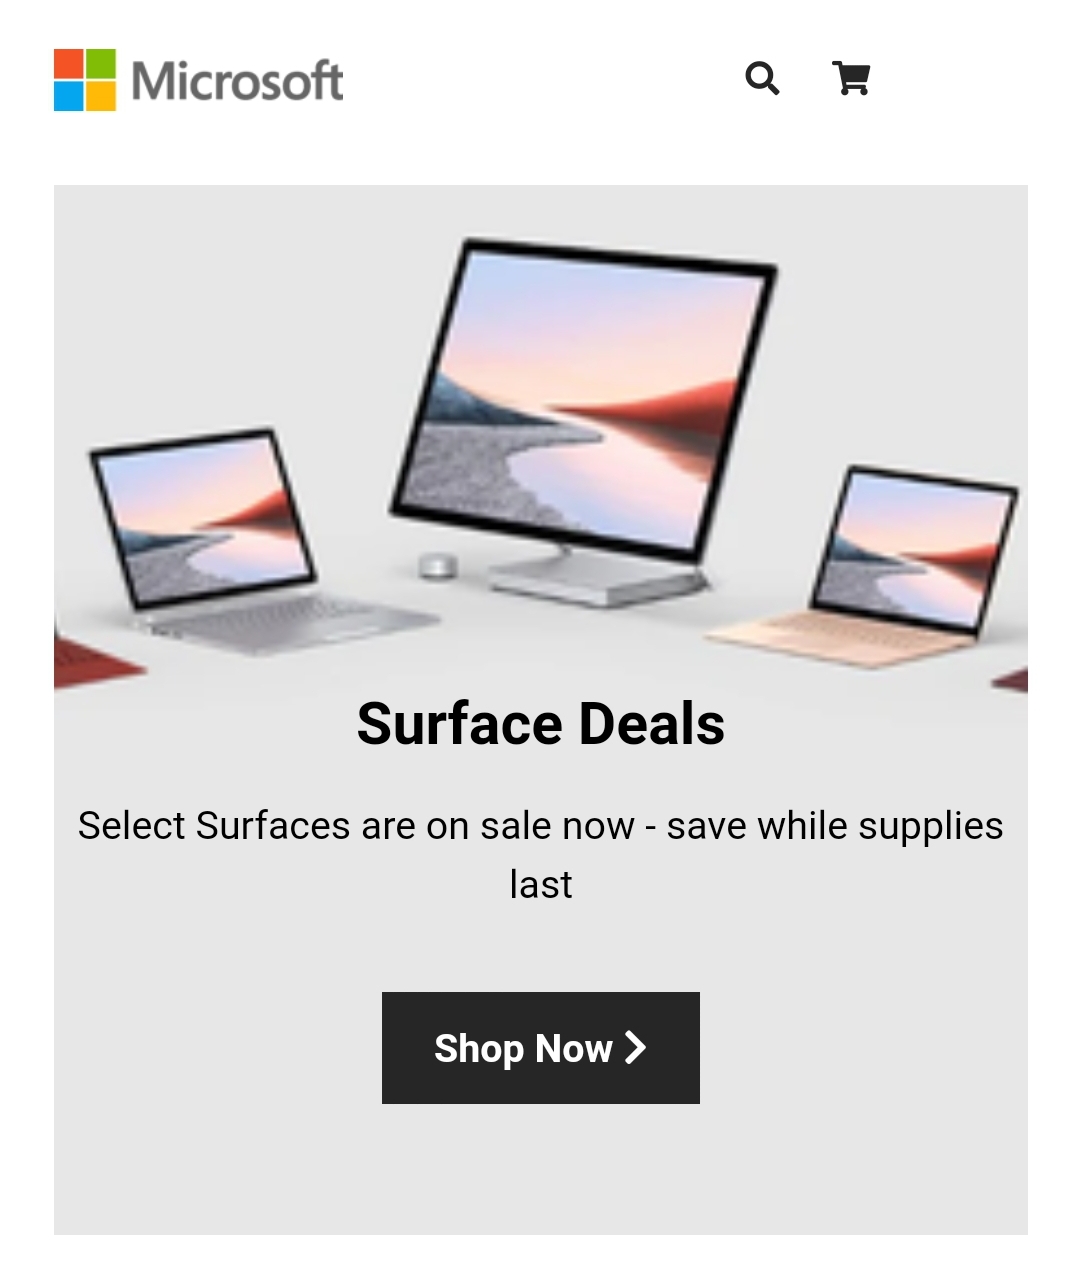 Microsoft
Surface Deals
Select Surfaces are on sale now - save while supplies
last
Shop Now